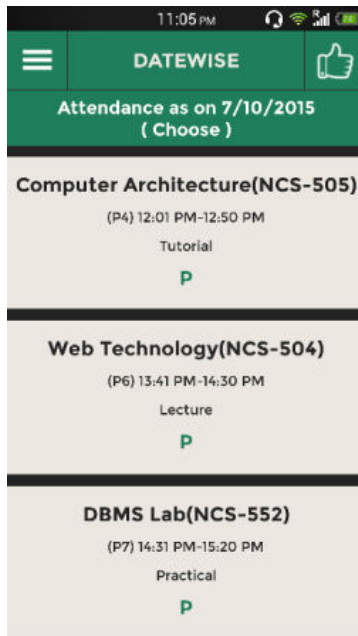 11:05 PM
DATEWISE
Attendance as on 7/10/2015
( Choose )
Computer Architecture(NCS-505)
(P4) 12:01 PM-12:50 PM
Tutorial
P
Web Technology(NCS-504)
(P6) 13:41 PM-14:30 PM
Lecture
P
DBMS Lab(NCS-552)
(P7) 14:31 PM-15:20 PM
Practical
P